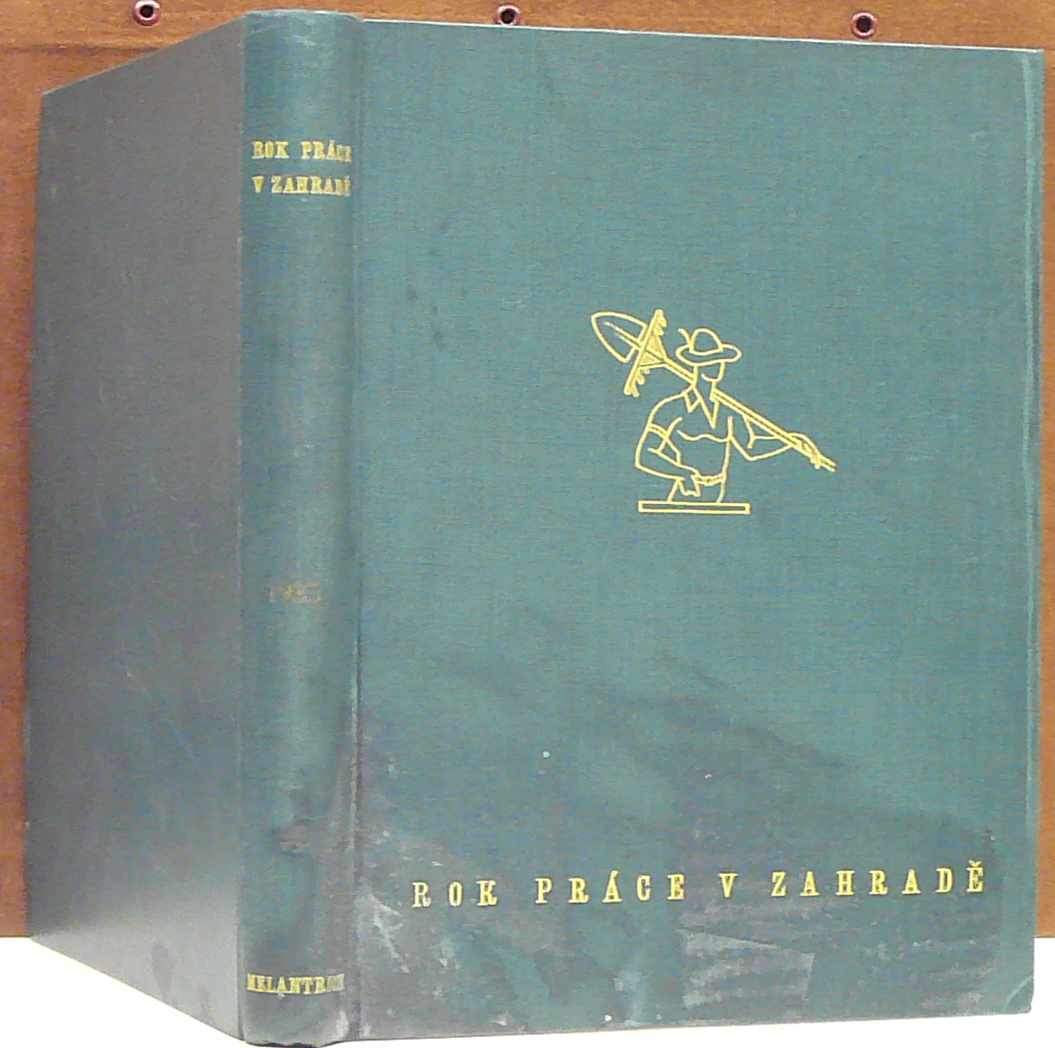 ROK PRÁCE
V ZAHRADĚ
MELANTRICH
ROK PRÁCE V ZAHRADĚ